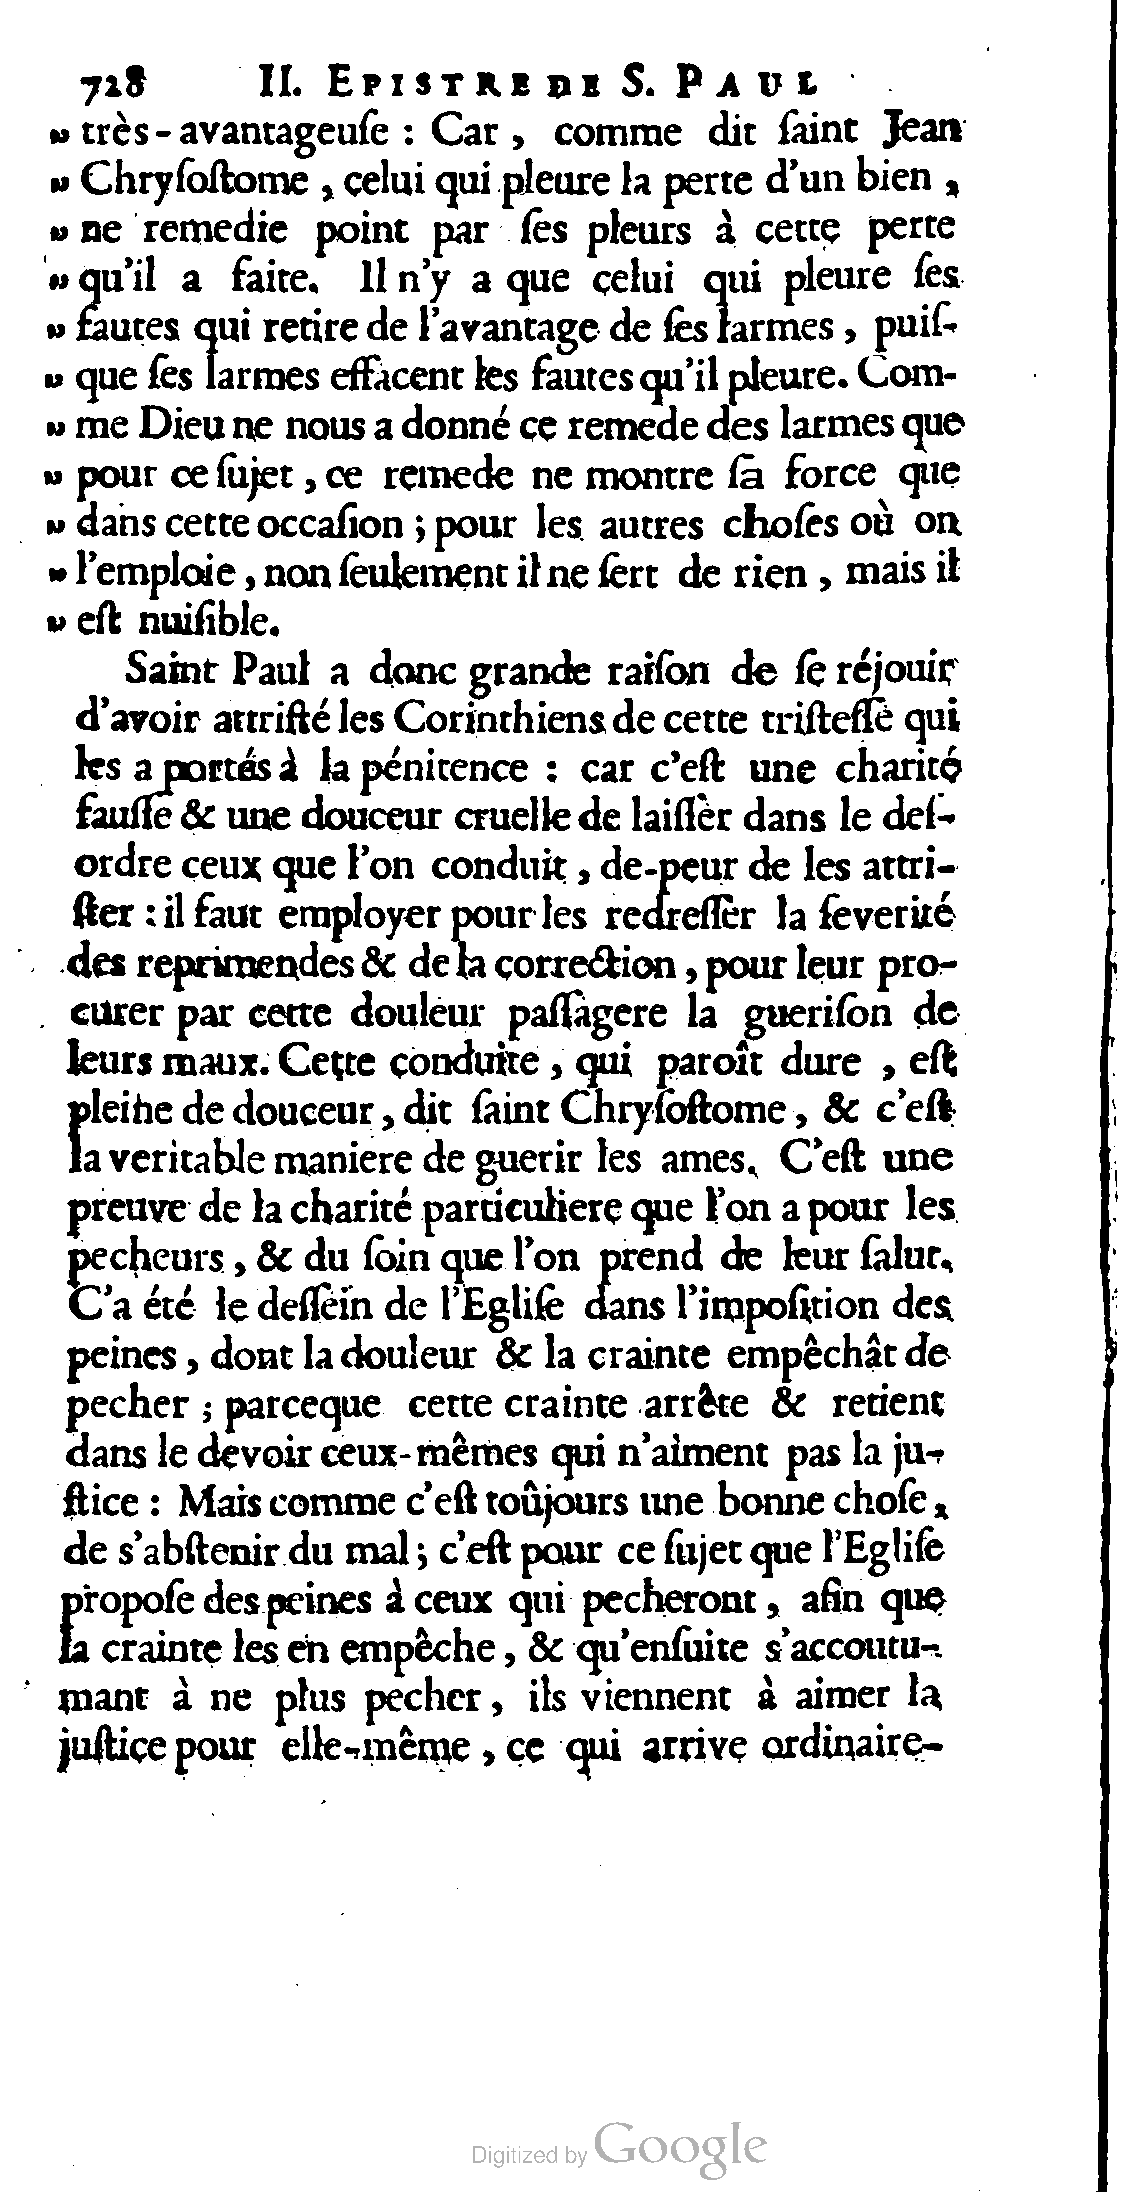 728 II. EPISTRE DE S. PAUL
„ très-avantageuſe : Car, comme dit ſaint Jean
„ Chryſoſtome, celui qui pleure la perte d'un bien,
„ ne remedie point par ſes pleurs à cette perte
„ qu'il a faite. Il n'y a que celui qui pleure ſes
„ fautes qui retire de l'avantage de ſes larmes, puiſ-
„ que ſes larmes effacent les fautes qu'il pleure. Com-
„ me Dieu ne nous a donné ce remede des larmes que
„ pour ce ſujet, ce remede ne montre ſa force que
„ dans cette occaſion ; pour les autres choſes où on
„ l'emploie, non ſeulement il ne ſert de rien, mais il
„ eſt nuiſible.
Saint Paul a donc grande raiſon de ſe réjouir
d'avoir attriſté les Corinthiens de cette triſteſſe qui
les a portés à la pénitence : car c'eſt une charité
fauſſe & une douceur cruelle de laiſſer dans le deſ-
ordre ceux que l'on conduit, de-peur de les attri-
ſter : il faut employer pour les redreſſer la ſeverité
des reprimendes & de la correction, pour leur pro-
curer par cette douleur paſſagere la gueriſon de
leurs maux. Cette conduite, qui paroît dure, eſt
pleine de douceur, dit ſaint Chryſoſtome, & c'eſt
la veritable maniere de guerir les ames. C'eſt une
preuve de la charité particuliere que l'on a pour les
pecheurs, & du ſoin que l'on prend de leur ſalut.
C'a été le deſſein de l'Egliſe dans l'impoſition des
peines, dont la douleur & la crainte empêchât de
pecher ; parceque cette crainte arrête & retient
dans le devoir ceux-mêmes qui n'aiment pas la ju-
ſtice : Mais comme c'eſt toûjours une bonne choſe,
de s'abſtenir du mal ; c'eſt pour ce ſujet que l'Egliſe
propoſe des peines à ceux qui pecheront, afin que
la crainte les en empêche, & qu'enſuite s'accoutu-
mant à ne plus pecher, ils viennent à aimer la
juſtice pour elle-même, ce qui arrive ordinaire-
Digitized by Google